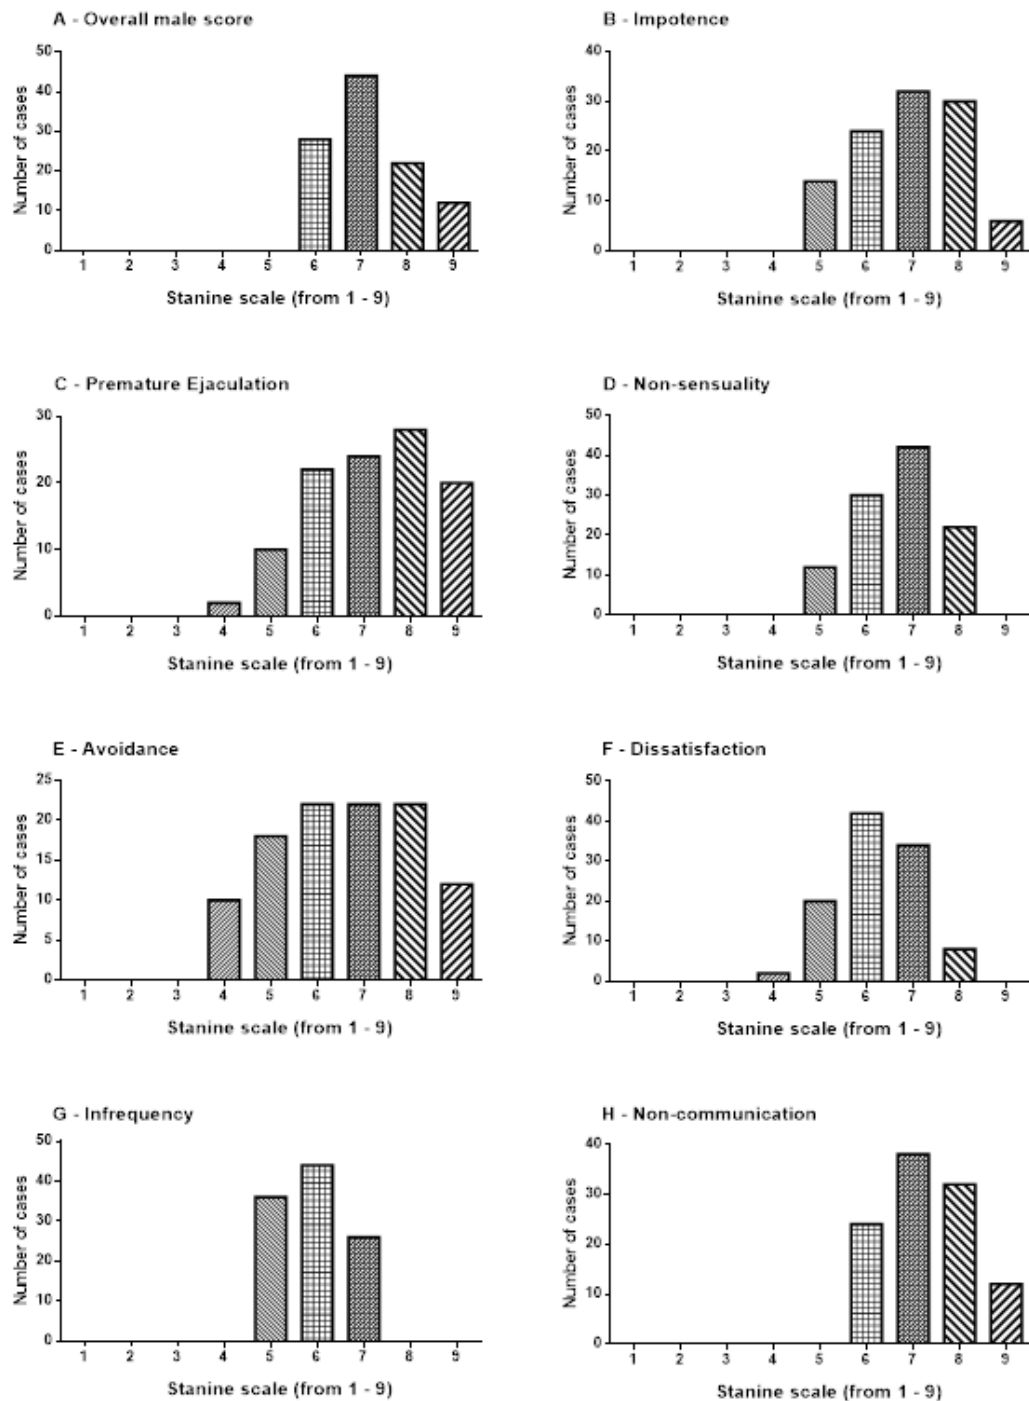 A - Overall male score
50
40
30
20
10
0
Number of cases
1 2 3 4 5 6 7 8 9
Stanine scale (from 1 - 9)
B - Impotence
40
30
20
10
0
Number of cases
1 2 3 4 5 6 7 8 9
Stanine scale (from 1 - 9)
C - Premature Ejaculation
30
20
10
0
Number of cases
1 2 3 4 5 6 7 8 9
Stanine scale (from 1 - 9)
D - Non-sensuality
50
40
30
20
10
0
Number of cases
1 2 3 4 5 6 7 8 9
Stanine scale (from 1 - 9)
E - Avoidance
25
20
15
10
5
0
Number of cases
1 2 3 4 5 6 7 8 9
Stanine scale (from 1 - 9)
F - Dissatisfaction
50
40
30
20
10
0
Number of cases
1 2 3 4 5 6 7 8 9
Stanine scale (from 1 - 9)
G - Infrequency
50
40
30
20
10
0
Number of cases
1 2 3 4 5 6 7 8 9
Stanine scale (from 1 - 9)
H - Non-communication
40
30
20
10
0
Number of cases
1 2 3 4 5 6 7 8 9
Stanine scale (from 1 - 9)